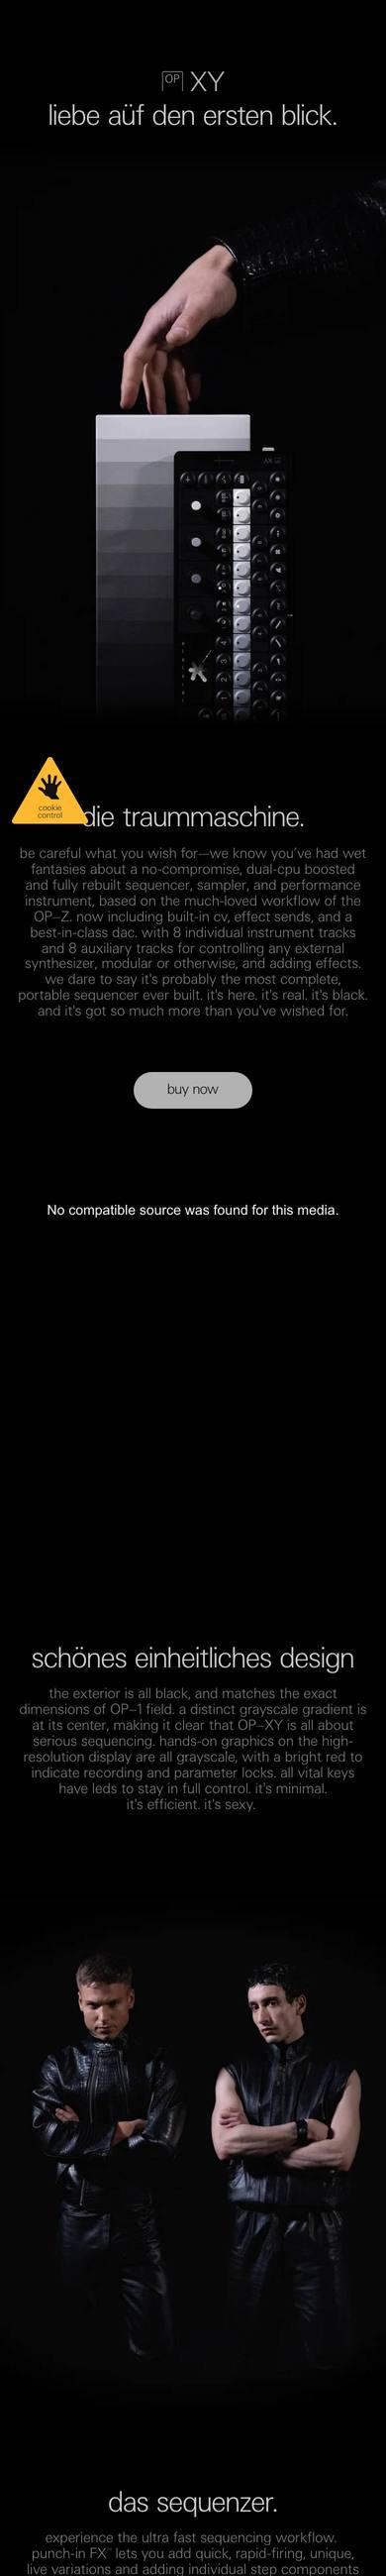 OP XY
liebe aüf den ersten blick.
cookie
control
die traummaschine.
be careful what you wish for—we know you've had wet
fantasies about a no-compromise, dual-cpu boosted
and fully rebuilt sequencer, sampler, and performance
instrument, based on the much-loved workflow of the
OP–Z. now including built-in cv, effect sends, and a
best-in-class dac. with 8 individual instrument tracks
and 8 auxiliary tracks for controlling any external
synthesizer, modular or otherwise, and adding effects.
we dare to say it's probably the most complete,
portable sequencer ever built. it's here. it's real. it's black.
and it's got so much more than you've wished for.
buy now
No compatible source was found for this media.
schönes einheitliches design
the exterior is all black, and matches the exact
dimensions of OP–1 field. a distinct grayscale gradient is
at its center, making it clear that OP–XY is all about
serious sequencing. hands-on graphics on the high-
resolution display are all grayscale, with a bright red to
indicate recording and parameter locks. all vital keys
have leds to stay in full control. it's minimal.
it's efficient. it's sexy.
das sequenzer.
experience the ultra fast sequencing workflow.
punch-in FX™ lets you add quick, rapid-firing, unique,
live variations and adding individual step components